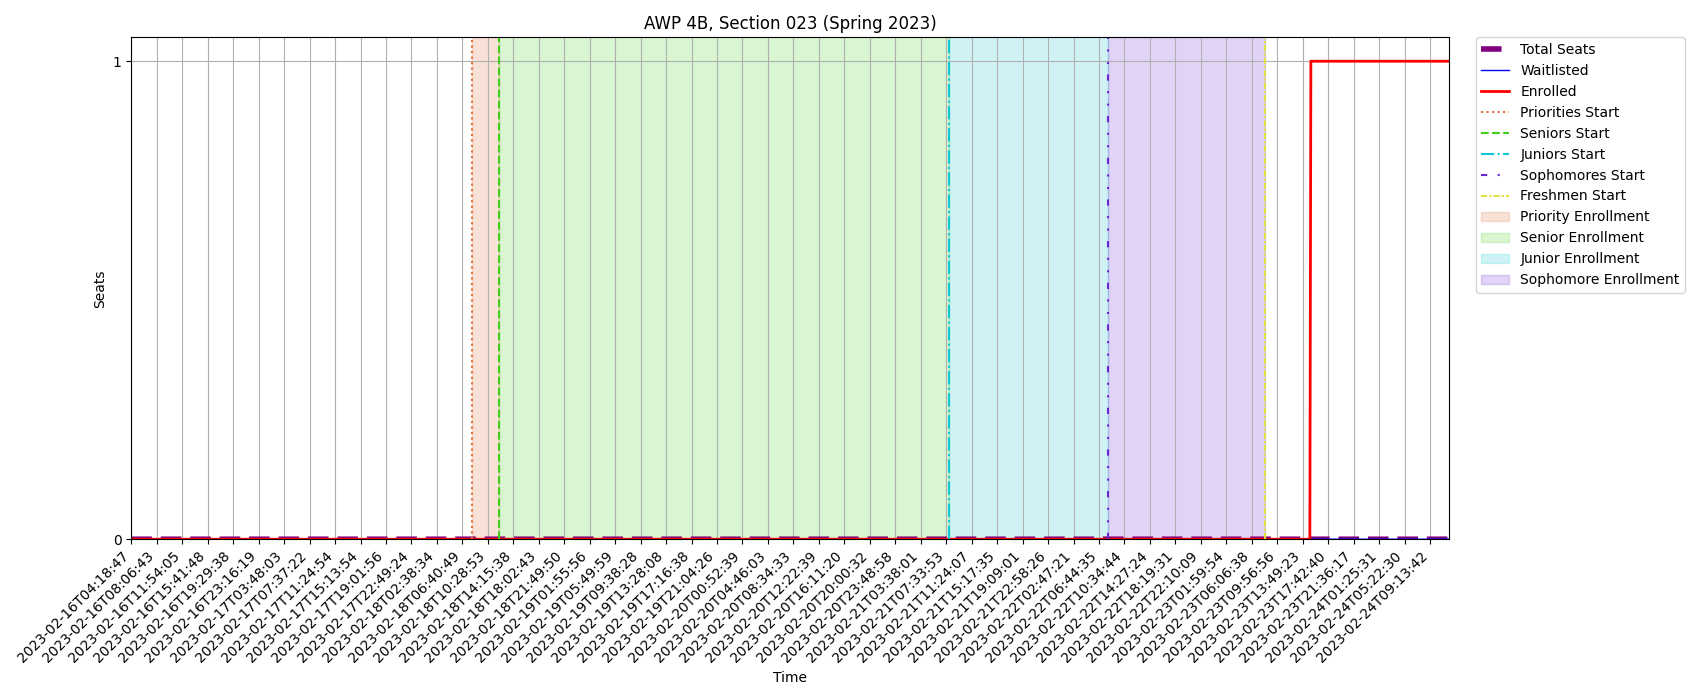 AWP 4B, Section 023 (Spring 2023)
1
0
Seats
Total Seats
Waitlisted
Enrolled
Priorities Start
Seniors Start
Juniors Start
Sophomores Start
Freshmen Start
Priority Enrollment
Senior Enrollment
Junior Enrollment
Sophomore Enrollment
2023-02-16T04:18:47
2023-02-16T08:06:43
2023-02-16T11:54:05
2023-02-16T15:41:48
2023-02-16T19:29:38
2023-02-16T23:16:19
2023-02-17T03:48:03
2023-02-17T07:37:22
2023-02-17T11:24:54
2023-02-17T15:13:54
2023-02-17T19:01:56
2023-02-17T22:49:24
2023-02-18T02:38:34
2023-02-18T06:40:49
2023-02-18T10:28:53
2023-02-18T14:15:38
2023-02-18T18:02:43
2023-02-18T21:49:50
2023-02-19T01:55:56
2023-02-19T05:49:59
2023-02-19T09:38:28
2023-02-19T13:28:08
2023-02-19T17:16:38
2023-02-19T21:04:26
2023-02-20T00:52:39
2023-02-20T04:46:03
2023-02-20T08:34:33
2023-02-20T12:22:39
2023-02-20T16:11:20
2023-02-20T20:00:32
2023-02-20T23:48:58
2023-02-21T03:38:01
2023-02-21T07:33:53
2023-02-21T11:24:07
2023-02-21T15:17:35
2023-02-21T19:09:01
2023-02-21T22:58:26
2023-02-22T02:47:21
2023-02-22T06:44:35
2023-02-22T10:34:44
2023-02-22T14:27:24
2023-02-22T18:19:31
2023-02-22T22:10:09
2023-02-23T01:59:54
2023-02-23T06:06:38
2023-02-23T09:56:56
2023-02-23T13:49:23
2023-02-23T17:42:40
2023-02-23T21:36:17
2023-02-24T01:25:31
2023-02-24T05:22:30
2023-02-24T09:13:42
Time